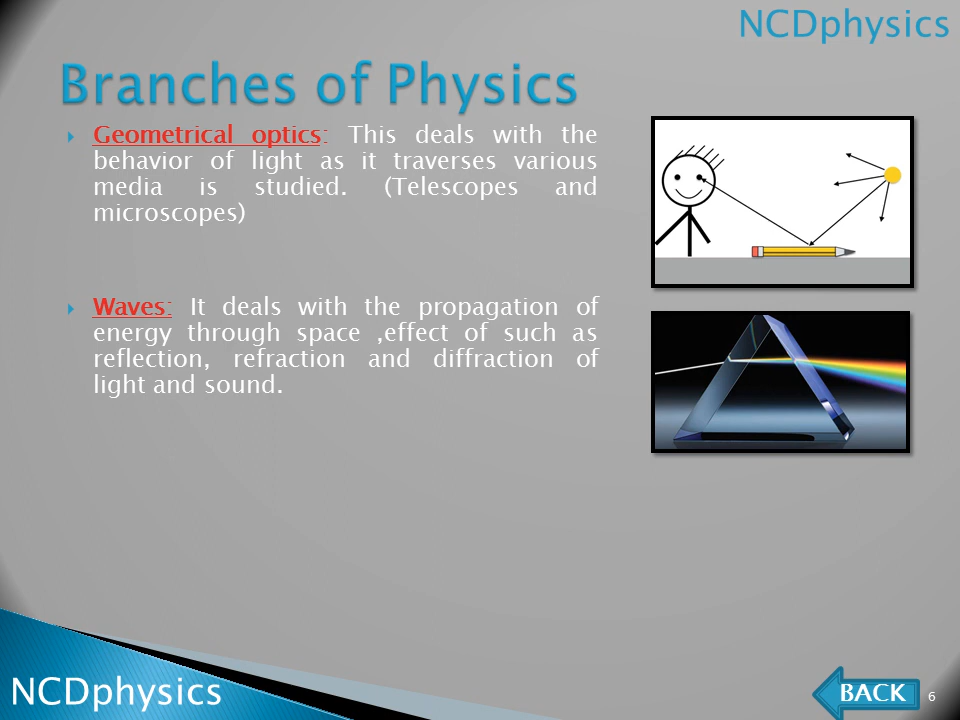 NCDphysics
Branches of Physics
Geometrical optics: This deals with the
behavior of light as it traverses various
media is studied. (Telescopes and
microscopes)
Waves: It deals with the propagation of
energy through space ,effect of such as
reflection, refraction and diffraction of
light and sound.
NCDphysics
BACK
6